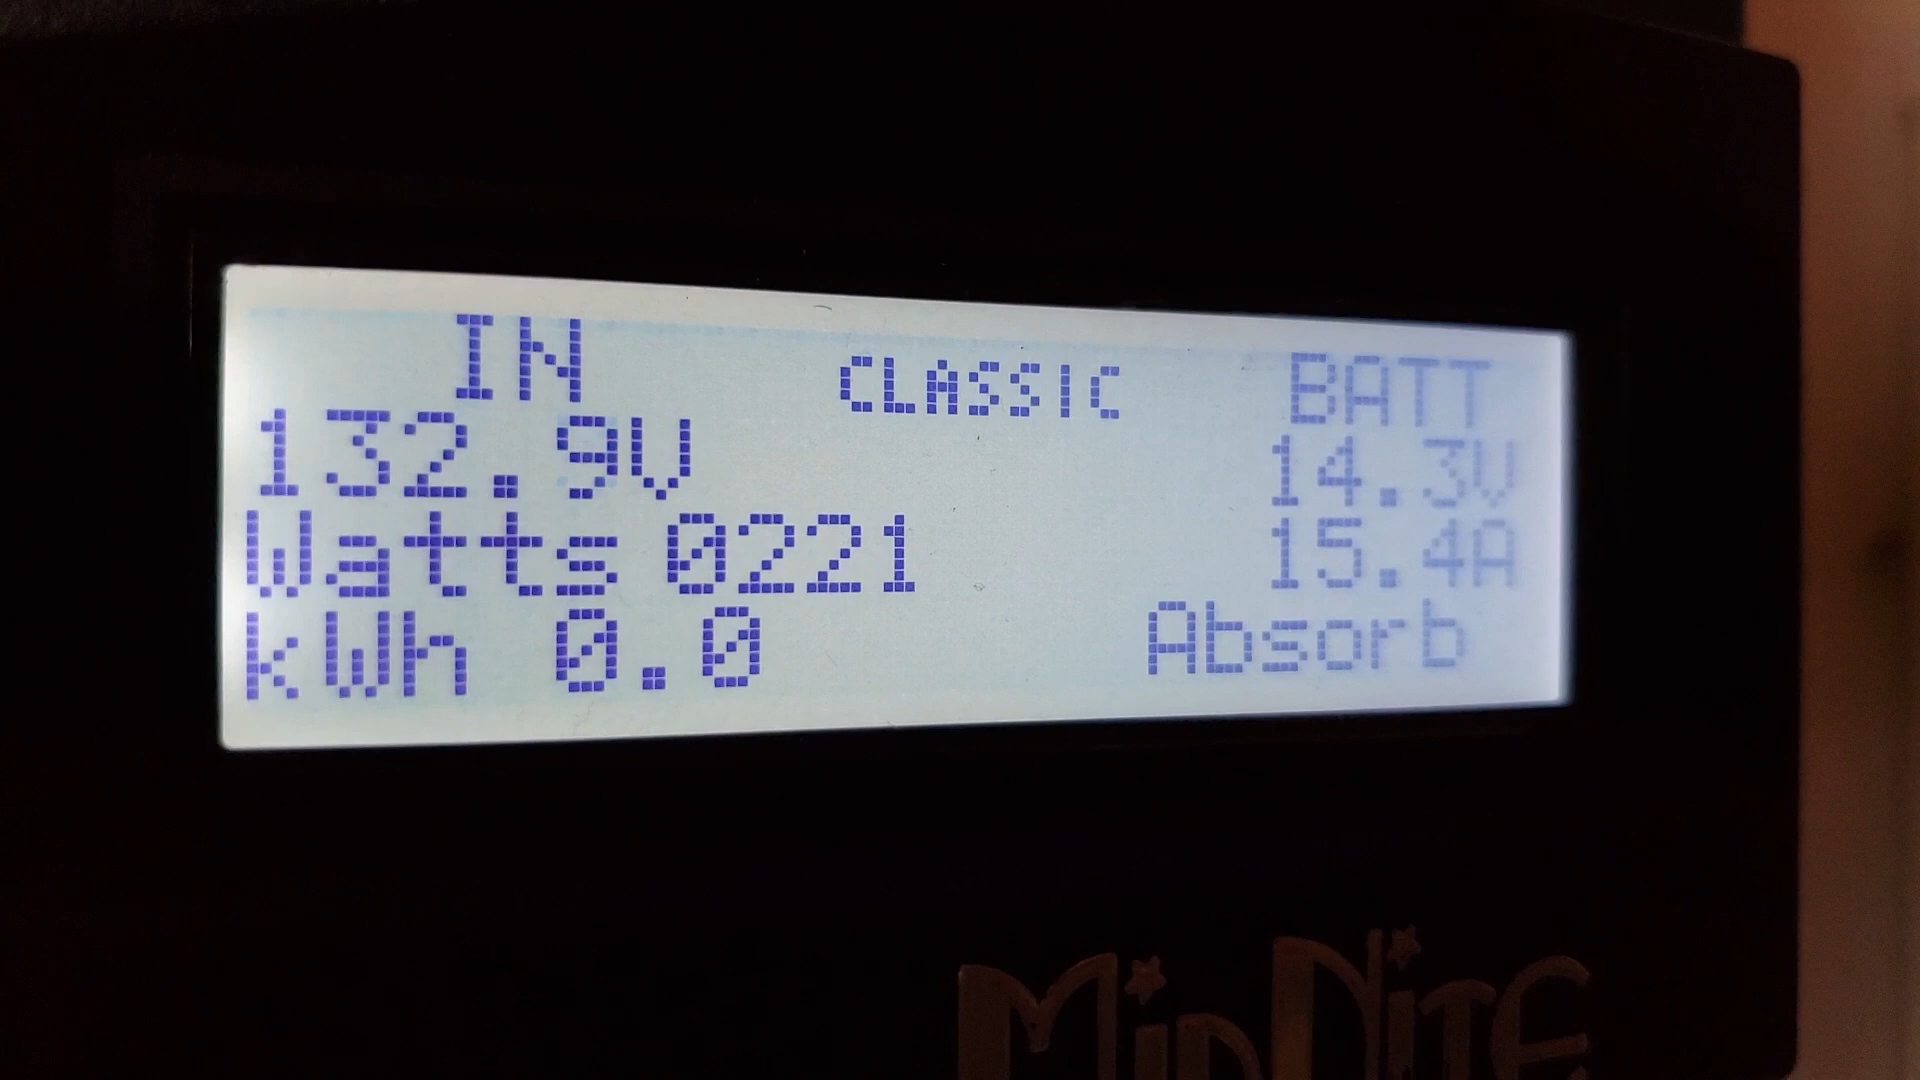 IN CLASSIC BATT
132.9V 14.3V
Watts 0221 15.4A
kWh 0.0 Absorb
MidNite